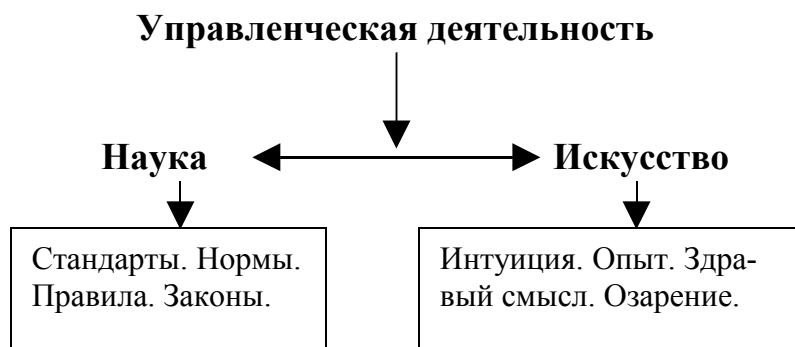 Управленческая деятельность
Наука
Искусство
Стандарты. Нормы.
Правила. Законы.
Интуиция. Опыт. Здра-
вый смысл. Озарение.